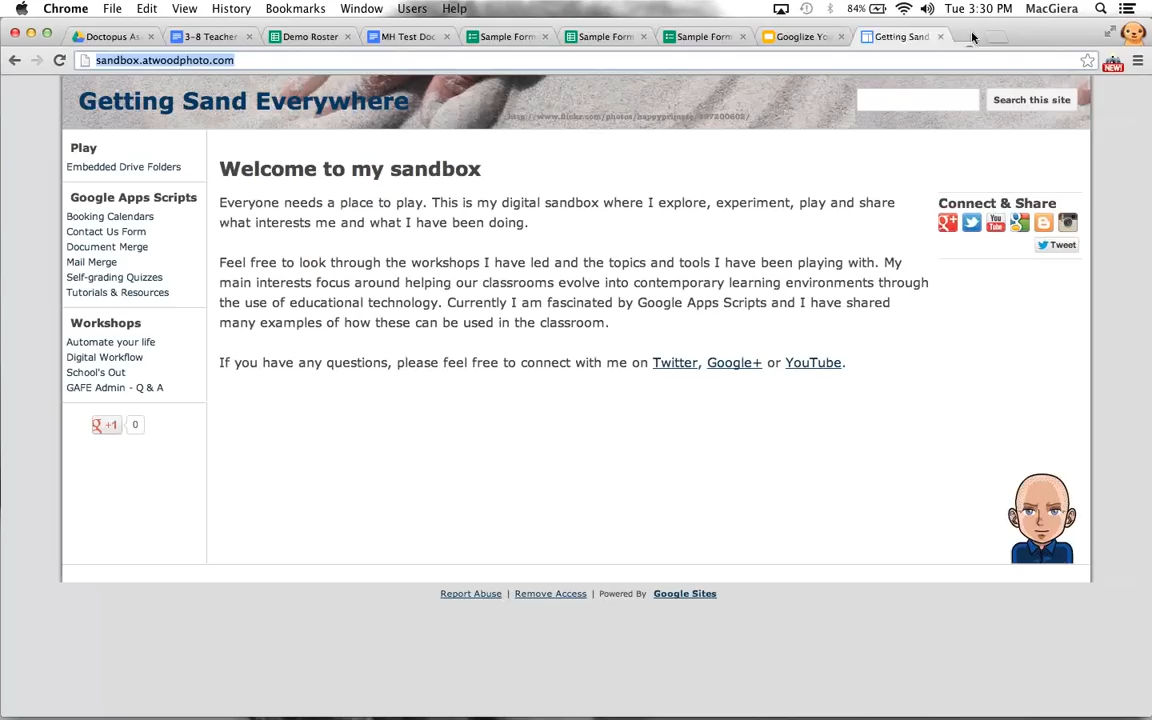 Chrome File Edit View History Bookmarks Window Users Help 84% Tue 3:30 PM MacGiera
Doctopus As 3-8 Teacher Demo Roster MH Test Doc Sample Form Sample Form Sample Form Googlize Yo Getting Sand
sandbox.atwoodphoto.com NEW!
Getting Sand Everywhere
Search this site
Play
Embedded Drive Folders
Google Apps Scripts
Booking Calendars
Contact Us Form
Document Merge
Mail Merge
Self-grading Quizzes
Tutorials & Resources
Workshops
Automate your life
Digital Workflow
School's Out
GAFE Admin - Q & A
g +1 0
Welcome to my sandbox
Everyone needs a place to play. This is my digital sandbox where I explore, experiment, play and share
what interests me and what I have been doing.
Feel free to look through the workshops I have led and the topics and tools I have been playing with. My
main interests focus around helping our classrooms evolve into contemporary learning environments through
the use of educational technology. Currently I am fascinated by Google Apps Scripts and I have shared
many examples of how these can be used in the classroom.
If you have any questions, please feel free to connect with me on Twitter, Google+ or YouTube.
Connect & Share
You Tube
Tweet
Report Abuse | Remove Access | Powered By Google Sites